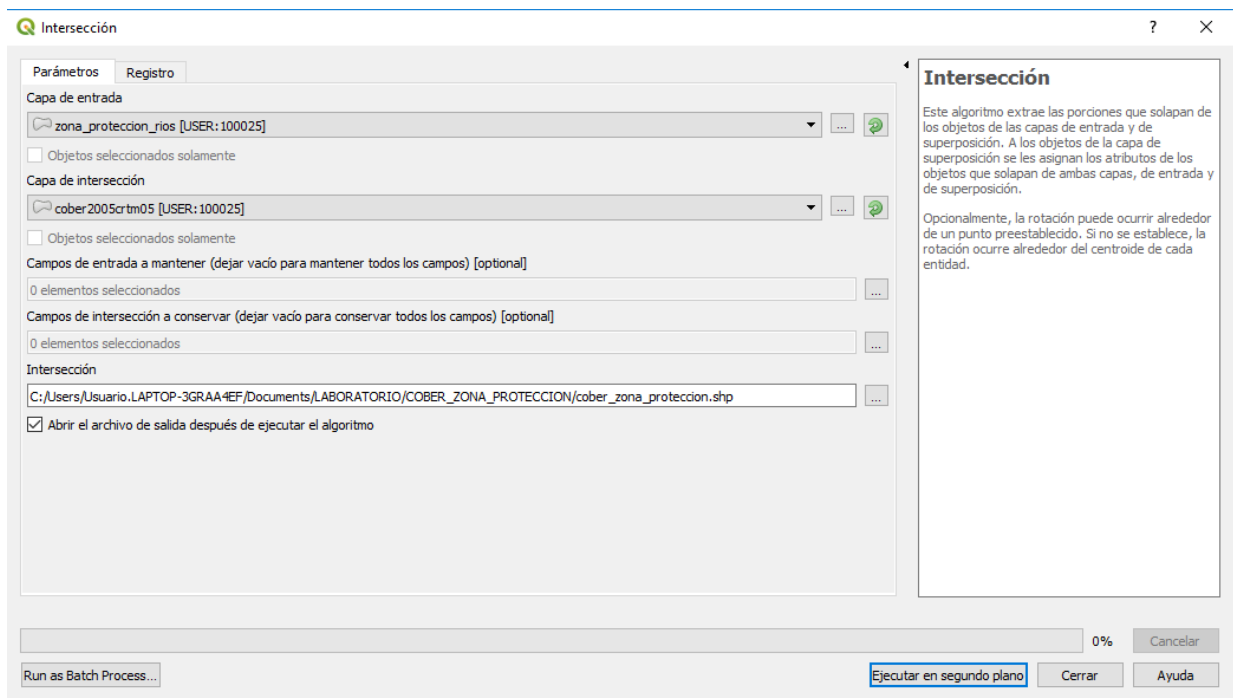 Intersección
? X
Parámetros
Registro
Capa de entrada
zona_proteccion_rios [USER:100025]
...
Objetos seleccionados solamente
Capa de intersección
cober2005crtm05 [USER:100025]
...
Objetos seleccionados solamente
Campos de entrada a mantener (dejar vacío para mantener todos los campos) [optional]
0 elementos seleccionados
...
Campos de intersección a conservar (dejar vacío para conservar todos los campos) [optional]
0 elementos seleccionados
...
Intersección
C:/Users/Usuario.LAPTOP-3GRAA4EF/Documents/LABORATORIO/COBER_ZONA_PROTECCION/cober_zona_proteccion.shp
...
Abrir el archivo de salida después de ejecutar el algoritmo
Intersección
Este algoritmo extrae las porciones que solapan de
los objetos de las capas de entrada y de
superposición. A los objetos de la capa de
superposición se les asignan los atributos de los
objetos que solapan de ambas capas, de entrada y
de superposición.
Opcionalmente, la rotación puede ocurrir alrededor
de un punto preestablecido. Si no se establece, la
rotación ocurre alrededor del centroide de cada
entidad.
0%
Cancelar
Run as Batch Process...
Ejecutar en segundo plano
Cerrar
Ayuda